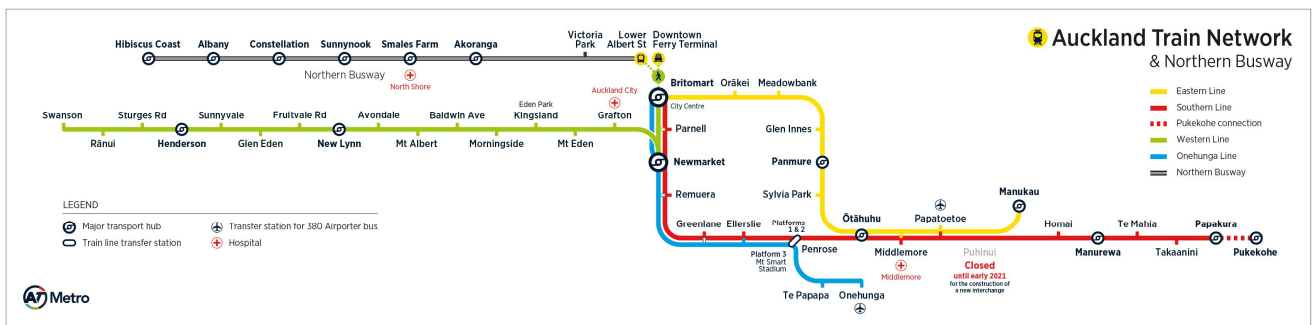 Auckland Train Network
& Northern Busway
Hibiscus Coast
Albany
Constellation
Sunnynook
Smales Farm
Akoranga
Victoria
Park
Lower
Albert St
Downtown
Ferry Terminal
Northern Busway
North Shore
Swanson
Rānui
Sturges Rd
Henderson
Sunnyvale
Glen Eden
Fruitvale Rd
New Lynn
Avondale
Mt Albert
Baldwin Ave
Morningside
Eden Park
Kingsland
Mt Eden
Auckland City
Grafton
Britomart
City Centre
Orākei
Meadowbank
Parnell
Glen Innes
Newmarket
Panmure
Remuera
Sylvia Park
Greenlane
Ellerslie
Platforms
1 & 2
Penrose
Platform 3
Mt Smart
Stadium
Te Papapa
Onehunga
Ōtāhuhu
Middlemore
Middlemore
Papatoetoe
Puhinui
Closed
until early 2021
for the construction of
a new interchange
Manukau
Homai
Manurewa
Te Mahia
Takaanini
Papakura
Pukekohe
Eastern Line
Southern Line
Pukekohe connection
Western Line
Onehunga Line
Northern Busway
LEGEND
Major transport hub
Train line transfer station
Transfer station for 380 Airporter bus
Hospital
AT Metro